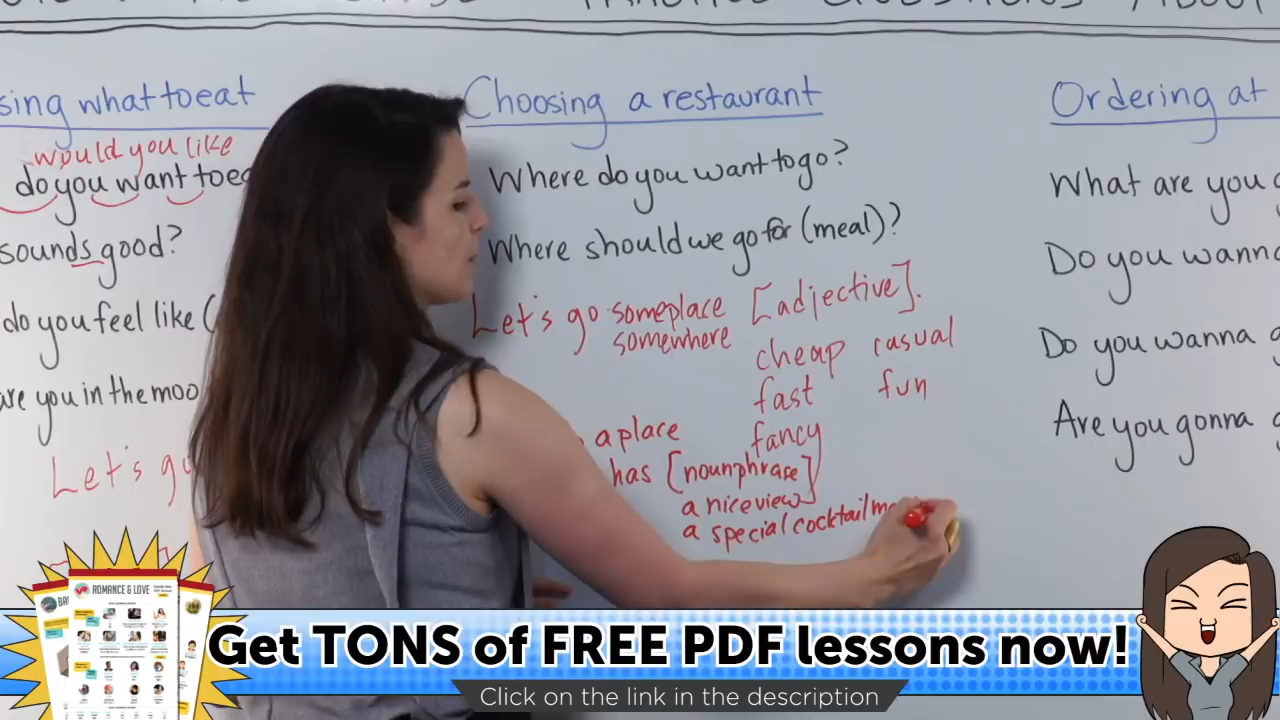 sing what to eat
would you like
do you want to ea
sounds good?
do you feel like (
are you in the moo
Let's go
Choosing a restaurant
Where do you want to go?
Where should we go for (meal)?
Let's go someplace [adjective].
somewhere
cheap casual
fast fun
fancy
a place
has [noun phrase]
a nice view
a special cocktail me
Ordering at
What are you g
Do you wanna
Do you wanna g
Are you gonna g
ROMANCE & LOVE
Get TONS of FREE PDF lessons now!
Click on the link in the description